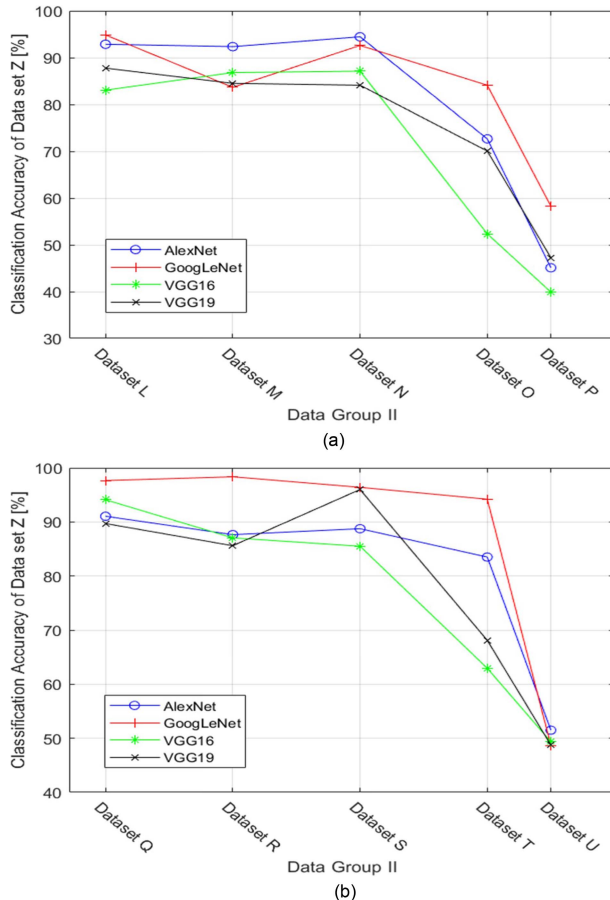 Classification Accuracy of Data set Z [%]
100
90
80
70
60
50
40
30
AlexNet
GoogLeNet
VGG16
VGG19
Dataset L
Dataset M
Dataset N
Dataset O
Dataset P
Data Group II
(a)
Classification Accuracy of Data set Z [%]
100
90
80
70
60
50
40
AlexNet
GoogLeNet
VGG16
VGG19
Dataset Q
Dataset R
Dataset S
Dataset T
Dataset U
Data Group II
(b)